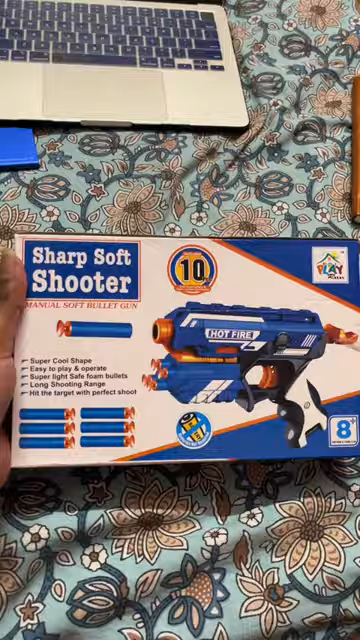 Sharp Soft
Shooter
MANUAL SOFT BULLET GUN
10
PLAY
HOT FIRE
Super Cool Shape
Easy to play & operate
Super light Safe foam bullets
Long Shooting Range
Hit the target with perfect shoot
8+